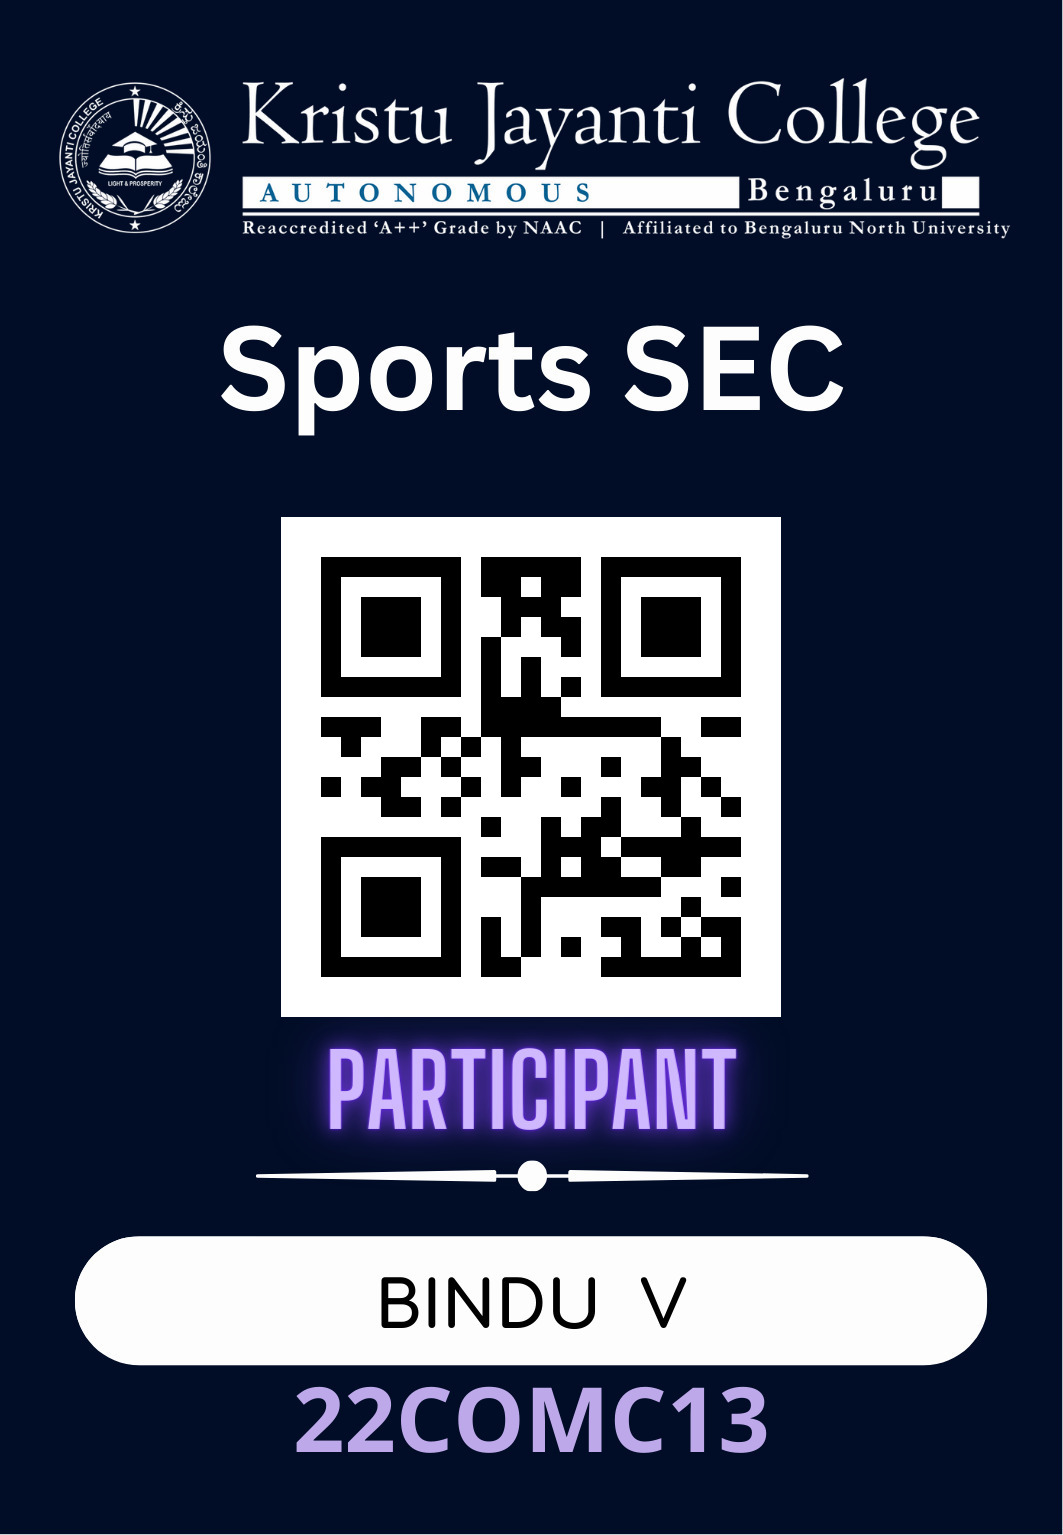 Kristu Jayanti College
AUTONOMOUS Bengaluru
Reaccredited ‘A++’ Grade by NAAC | Affiliated to Bengaluru North University
KRISTU JAYANTI COLLEGE
LIGHT & PROSPERITY
Sports SEC
PARTICIPANT
BINDU V
22COMC13